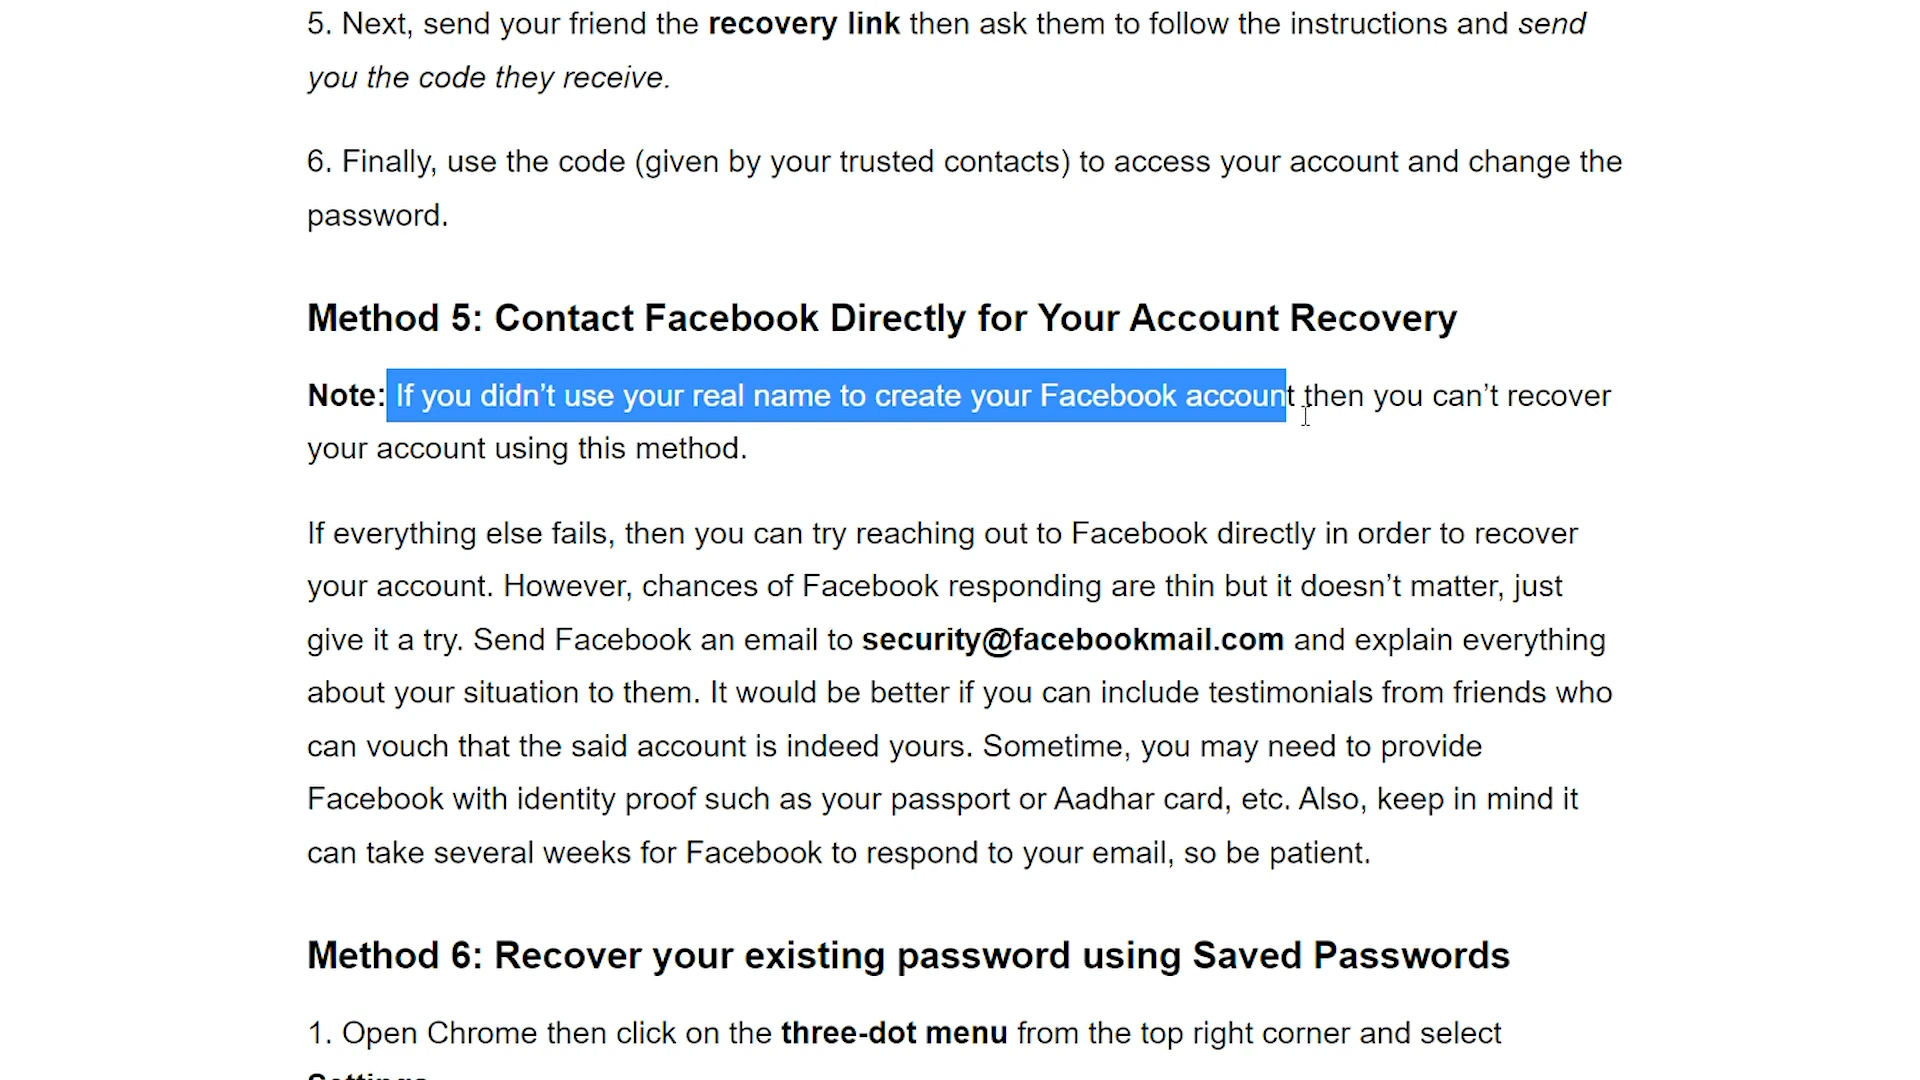 5. Next, send your friend the recovery link then ask them to follow the instructions and send
you the code they receive.
6. Finally, use the code (given by your trusted contacts) to access your account and change the
password.
Method 5: Contact Facebook Directly for Your Account Recovery
Note: If you didn’t use your real name to create your Facebook account then you can’t recover
your account using this method.
If everything else fails, then you can try reaching out to Facebook directly in order to recover
your account. However, chances of Facebook responding are thin but it doesn’t matter, just
give it a try. Send Facebook an email to security@facebookmail.com and explain everything
about your situation to them. It would be better if you can include testimonials from friends who
can vouch that the said account is indeed yours. Sometime, you may need to provide
Facebook with identity proof such as your passport or Aadhar card, etc. Also, keep in mind it
can take several weeks for Facebook to respond to your email, so be patient.
Method 6: Recover your existing password using Saved Passwords
1. Open Chrome then click on the three-dot menu from the top right corner and select
Settings.